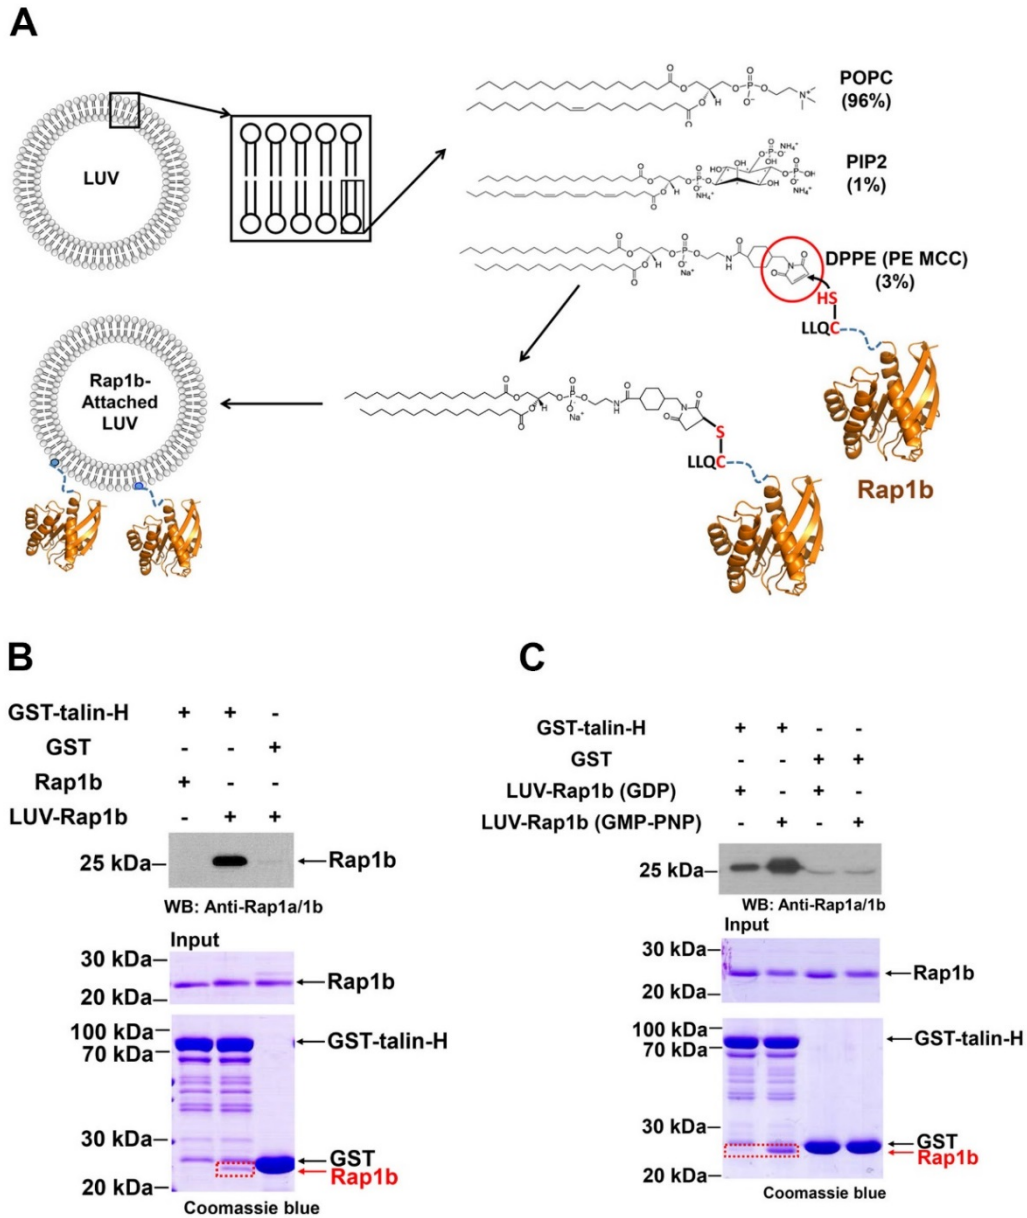 A
LUV
POPC
(96%)
PIP2
(1%)
DPPE (PE MCC)
(3%)
HS
LLQC
Rap1b
Rap1b-
Attached
LUV
S
LLQC
B
GST-talin-H + + -
GST - - +
Rap1b + - -
LUV-Rap1b - + +
25 kDa
Rap1b
WB: Anti-Rap1a/1b
Input
30 kDa
Rap1b
20 kDa
100 kDa
GST-talin-H
70 kDa
30 kDa
GST
Rap1b
20 kDa
Coomassie blue
C
GST-talin-H + + - -
GST - - + +
LUV-Rap1b (GDP) + - + -
LUV-Rap1b (GMP-PNP) - + - +
25 kDa
WB: Anti-Rap1a/1b
Input
30 kDa
Rap1b
20 kDa
100 kDa
GST-talin-H
70 kDa
30 kDa
GST
Rap1b
20 kDa
Coomassie blue